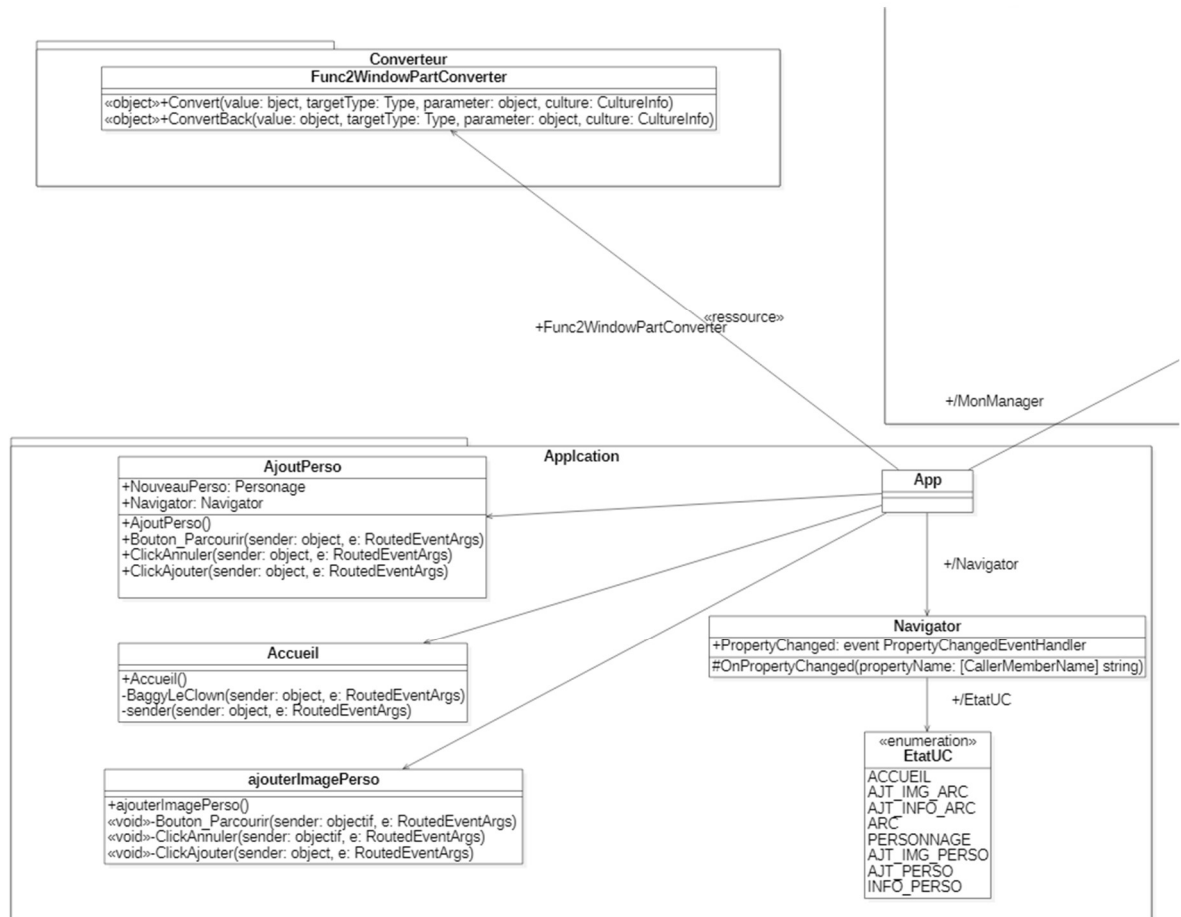 Converteur
Func2WindowPartConverter
«object»+Convert(value: bject, targetType: Type, parameter: object, culture: CultureInfo)
«object»+ConvertBack(value: object, targetType: Type, parameter: object, culture: CultureInfo)
«ressource»
+Func2WindowPartConverter
+/MonManager
Applcation
AjoutPerso
+NouveauPerso: Personage
+Navigator: Navigator
+AjoutPerso()
+Bouton_Parcourir(sender: object, e: RoutedEventArgs)
+ClickAnnuler(sender: object, e: RoutedEventArgs)
+ClickAjouter(sender: object, e: RoutedEventArgs)
App
+/Navigator
Accueil
+Accueil()
-BaggyLeClown(sender: object, e: RoutedEventArgs)
-sender(sender: object, e: RoutedEventArgs)
Navigator
+PropertyChanged: event PropertyChangedEventHandler
#OnPropertyChanged(propertyName: [CallerMemberName] string)
+/EtatUC
ajouterImagePerso
+ajouterImagePerso()
«void»-Bouton_Parcourir(sender: objectif, e: RoutedEventArgs)
«void»-ClickAnnuler(sender: objectif, e: RoutedEventArgs)
«void»-ClickAjouter(sender: object, e: RoutedEventArgs)
«enumeration»
EtatUC
ACCUEIL
AJT_IMG_ARC
AJT_INFO_ARC
ARC
PERSONNAGE
AJT_IMG_PERSO
AJT_PERSO
INFO_PERSO